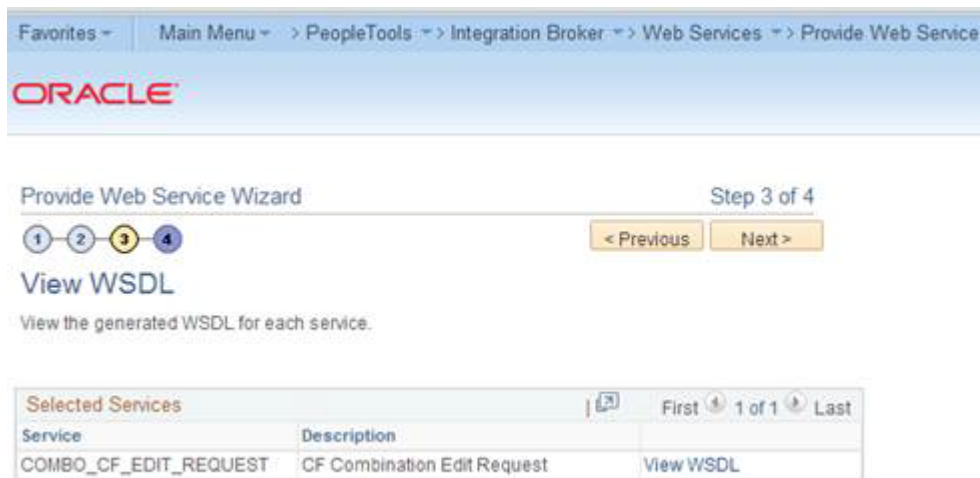 Favorites Main Menu > PeopleTools > Integration Broker > Web Services > Provide Web Service
ORACLE
Provide Web Service Wizard Step 3 of 4
1 2 3 4 < Previous Next >
View WSDL
View the generated WSDL for each service.
Selected Services | First 1 of 1 Last
Service Description
COMBO_CF_EDIT_REQUEST CF Combination Edit Request View WSDL